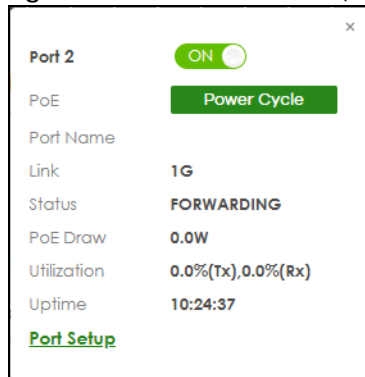 ×
Port 2 ON
PoE Power Cycle
Port Name
Link 1G
Status FORWARDING
PoE Draw 0.0W
Utilization 0.0%(Tx),0.0%(Rx)
Uptime 10:24:37
Port Setup